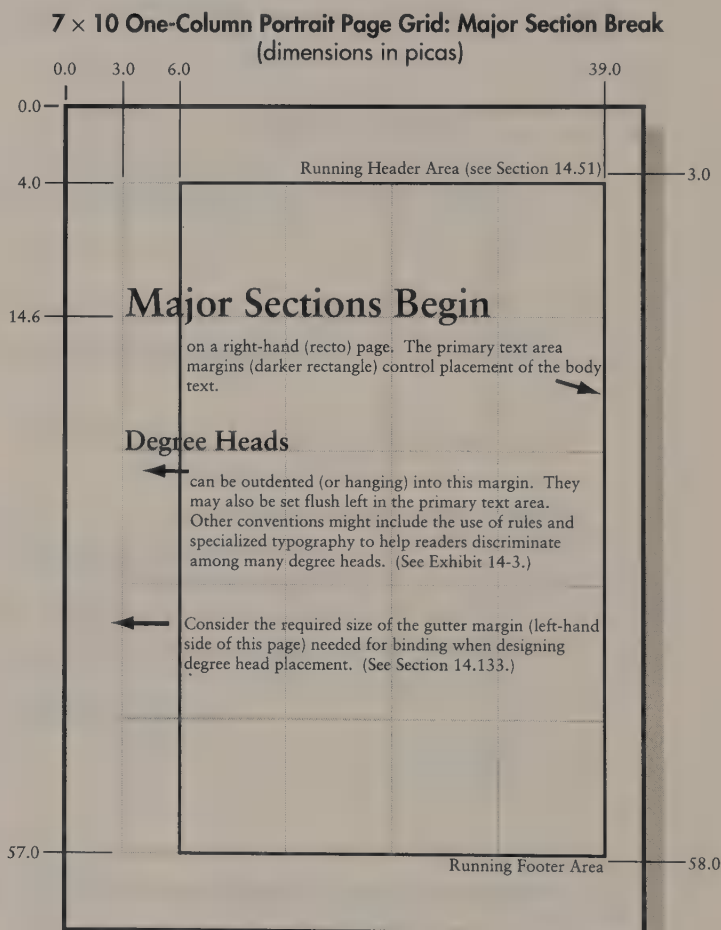 7 × 10 One-Column Portrait Page Grid: Major Section Break
(dimensions in picas)
0.0 3.0 6.0 39.0
0.0
Running Header Area (see Section 14.51)
4.0 3.0
Major Sections Begin
14.6
on a right-hand (recto) page. The primary text area
margins (darker rectangle) control placement of the body
text.
Degree Heads
can be outdented (or hanging) into this margin. They
may also be set flush left in the primary text area.
Other conventions might include the use of rules and
specialized typography to help readers discriminate
among many degree heads. (See Exhibit 14-3.)
Consider the required size of the gutter margin (left-hand
side of this page) needed for binding when designing
degree head placement. (See Section 14.133.)
57.0
Running Footer Area 58.0